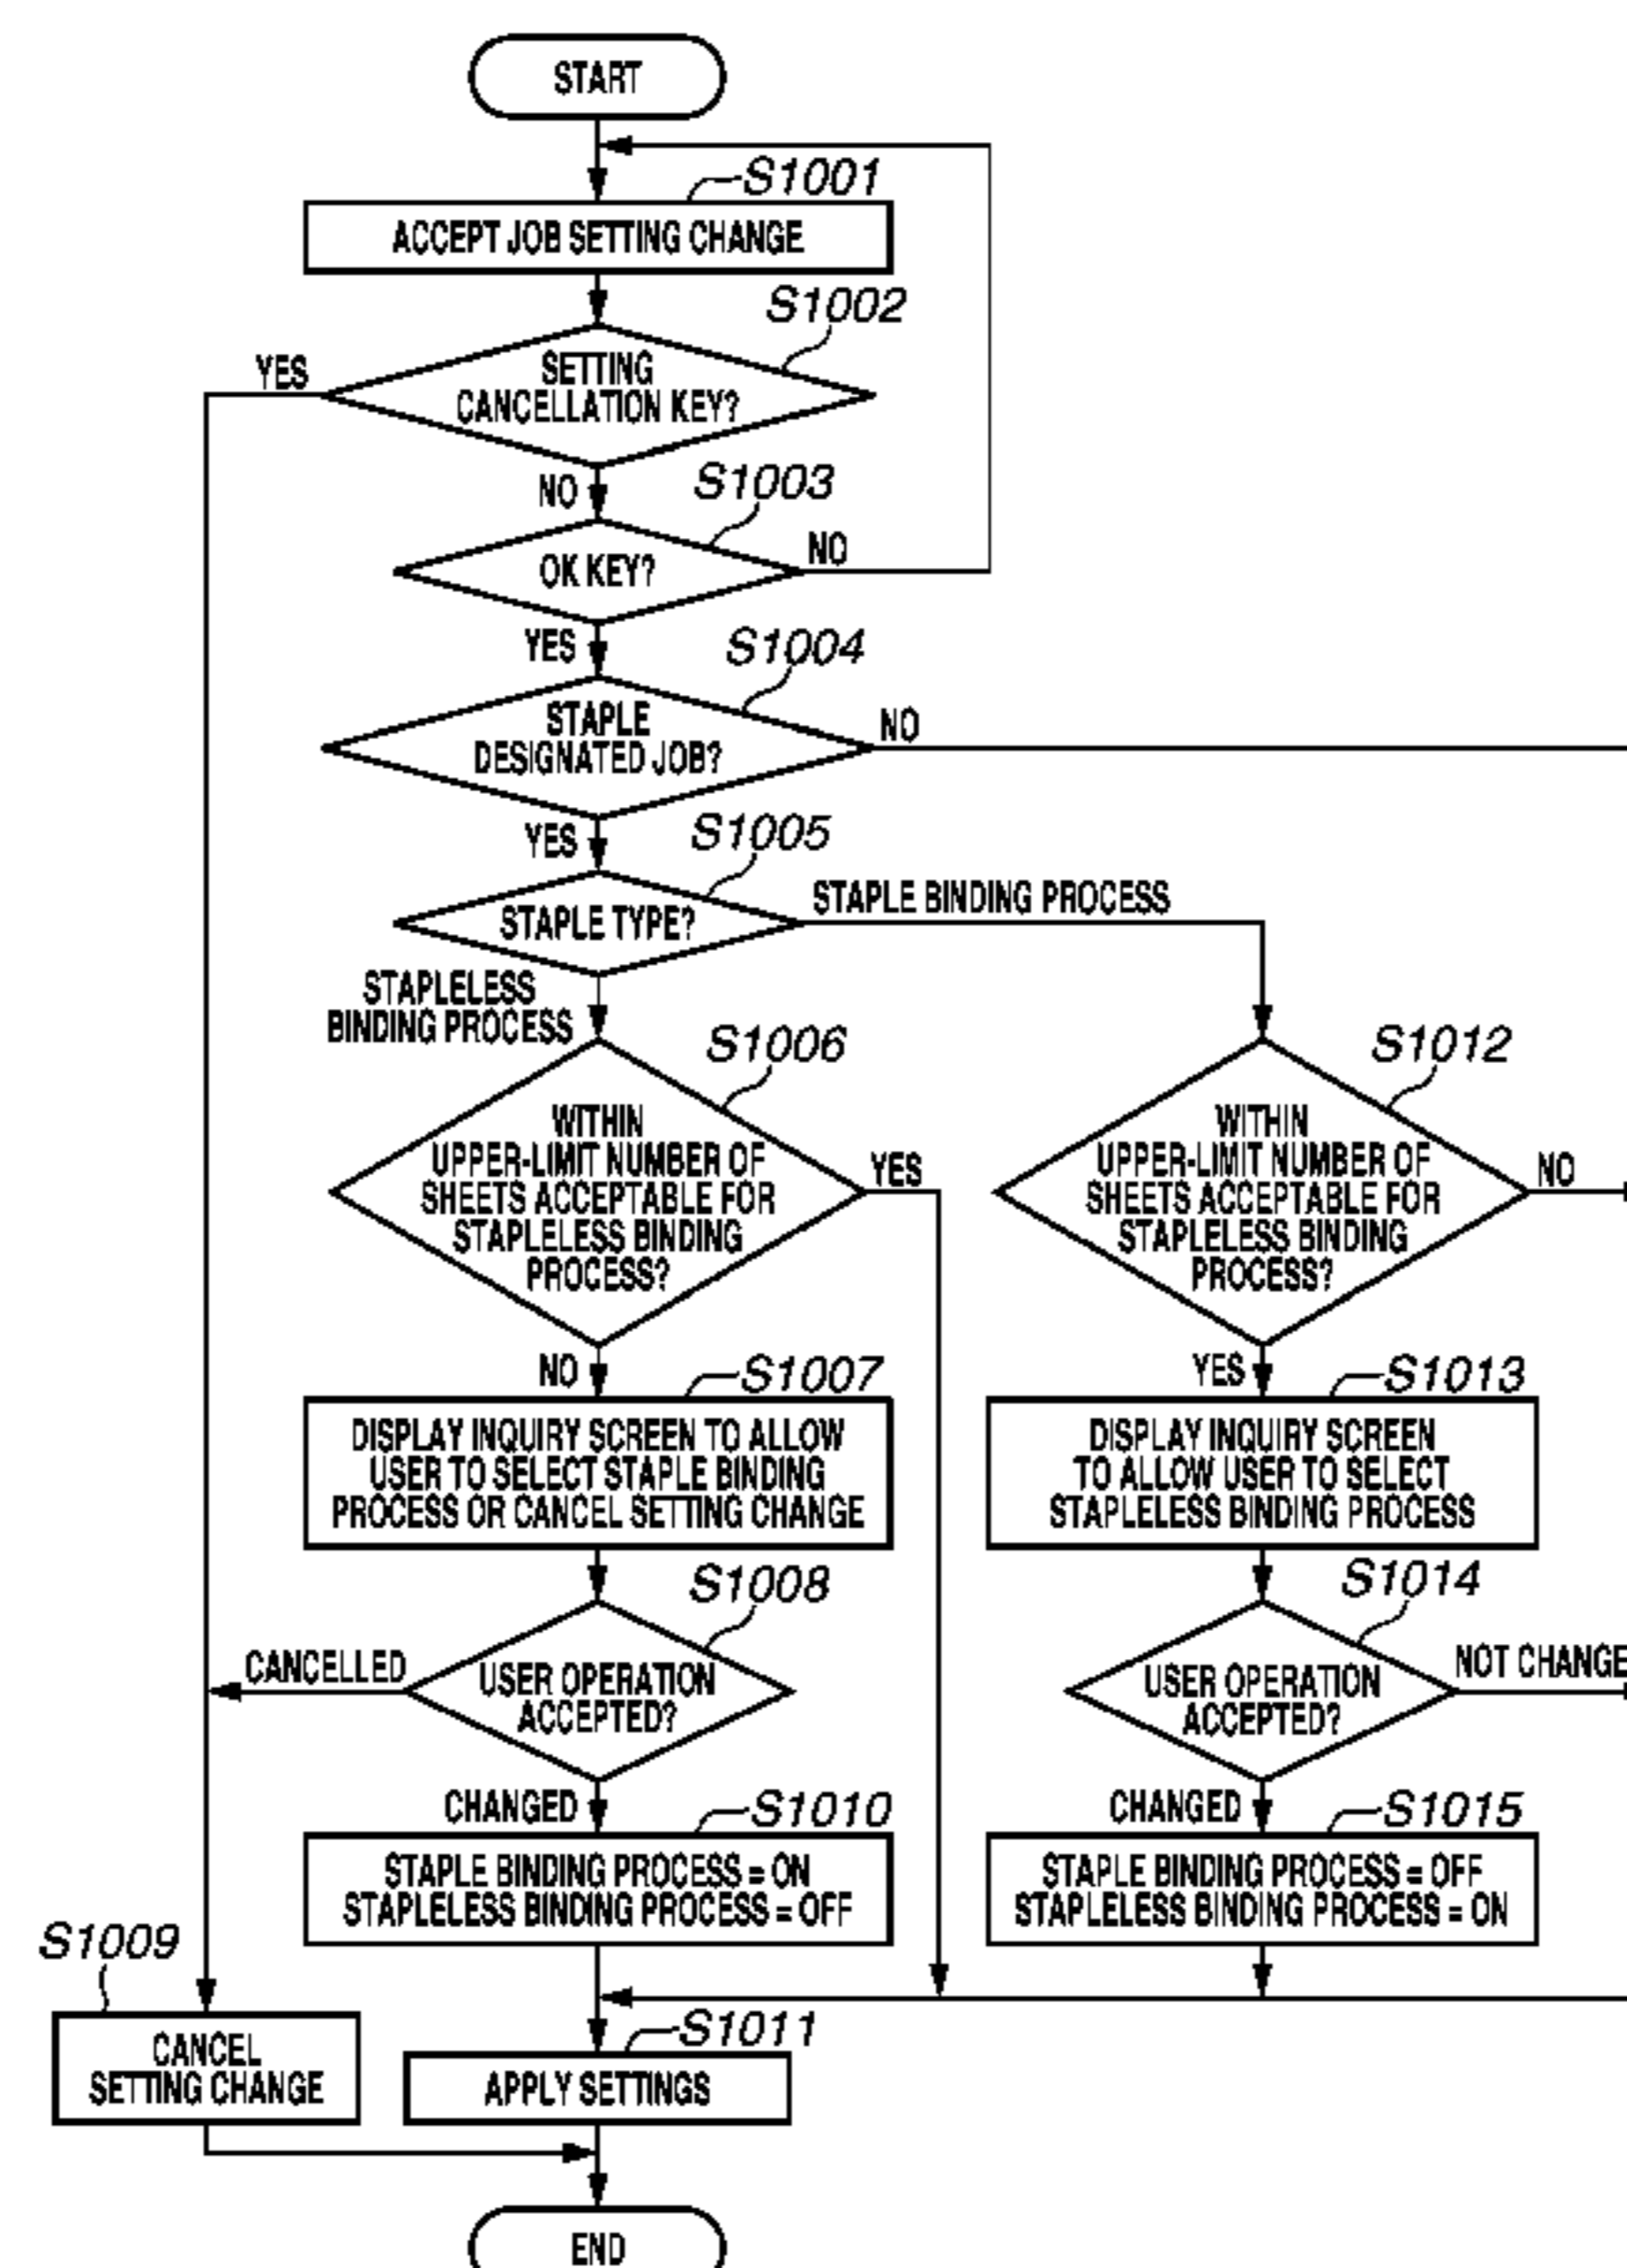 START
S1001
ACCEPT JOB SETTING CHANGE
S1002
YES
SETTING
CANCELLATION KEY?
NO
S1003
OK KEY?
NO
YES
S1004
STAPLE
DESIGNATED JOB?
NO
YES
S1005
STAPLE TYPE?
STAPLE BINDING PROCESS
STAPLELESS
BINDING PROCESS
S1006
WITHIN
UPPER-LIMIT NUMBER OF
SHEETS ACCEPTABLE FOR
STAPLELESS BINDING
PROCESS?
YES
S1012
WITHIN
UPPER-LIMIT NUMBER OF
SHEETS ACCEPTABLE FOR
STAPLELESS BINDING
PROCESS?
NO
NO
S1007
DISPLAY INQUIRY SCREEN TO ALLOW
USER TO SELECT STAPLE BINDING
PROCESS OR CANCEL SETTING CHANGE
YES
S1013
DISPLAY INQUIRY SCREEN
TO ALLOW USER TO SELECT
STAPLELESS BINDING PROCESS
S1008
CANCELLED
USER OPERATION
ACCEPTED?
S1014
USER OPERATION
ACCEPTED?
NOT CHANGE
CHANGED
S1010
STAPLE BINDING PROCESS = ON
STAPLELESS BINDING PROCESS = OFF
CHANGED
S1015
STAPLE BINDING PROCESS = OFF
STAPLELESS BINDING PROCESS = ON
S1009
CANCEL
SETTING CHANGE
S1011
APPLY SETTINGS
END